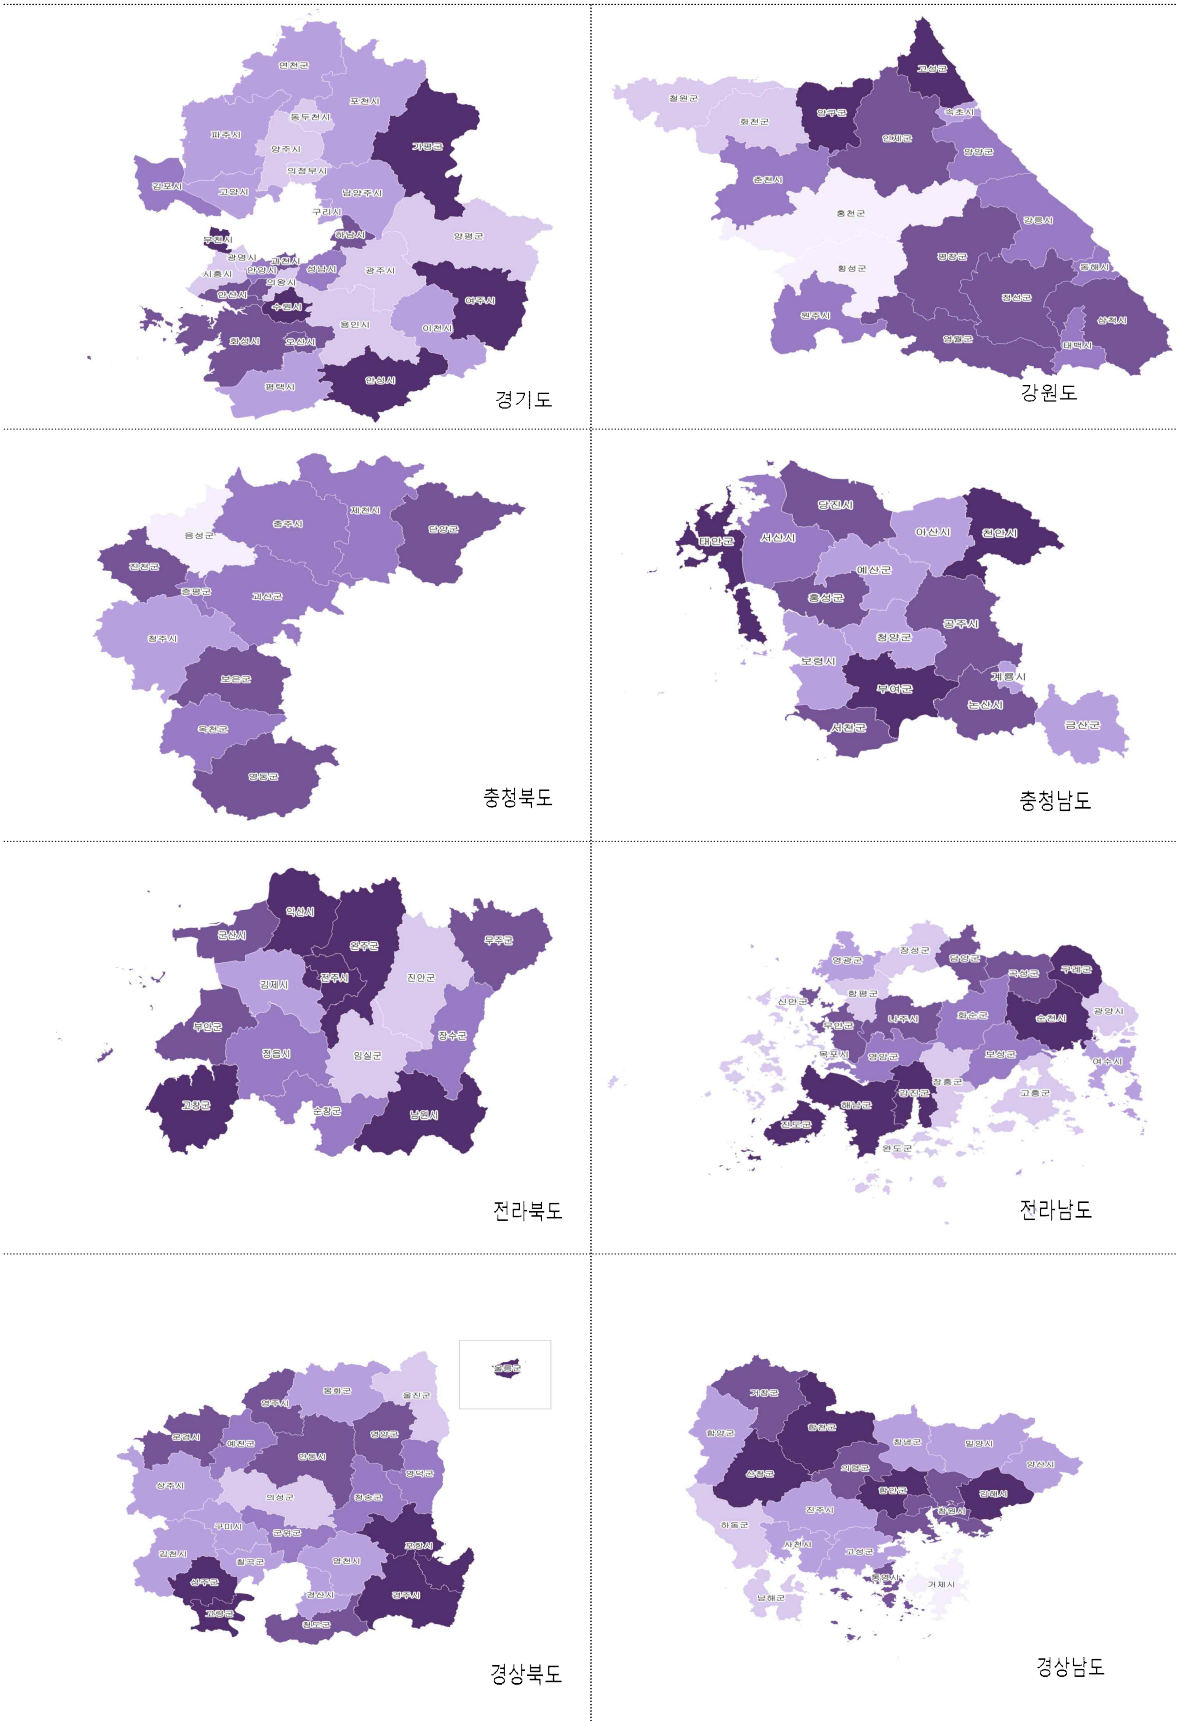 연천군
포천시
동두천시
가평군
파주시
양주시
의정부시
김포시
고양시
남양주시
구리시
하남시
양평군
부천시
광명시
과천시
시흥시
안양시
성남시
광주시
의왕시
안산시
수원시
여주시
화성시
오산시
용인시
이천시
평택시
안성시
경기도
고성군
철원군
화천군
양구군
속초시
인제군
양양군
춘천시
홍천군
강릉시
횡성군
평창군
동해시
정선군
원주시
삼척시
영월군
태백시
강원도
충주시
제천시
단양군
음성군
진천군
증평군
괴산군
청주시
보은군
옥천군
영동군
충청북도
당진시
태안군
서산시
아산시
천안시
예산군
홍성군
공주시
청양군
보령시
계룡시
부여군
논산시
서천군
금산군
충청남도
익산시
군산시
완주군
무주군
전주시
진안군
김제시
부안군
정읍시
장수군
임실군
고창군
순창군
남원시
전라북도
장성군
영광군
담양군
곡성군
구례군
함평군
신안군
나주시
화순군
순천시
광양시
무안군
목포시
영암군
보성군
여수시
장흥군
강진군
고흥군
해남군
진도군
완도군
전라남도
울릉군
봉화군
울진군
영주시
문경시
예천군
안동시
영양군
상주시
의성군
영덕군
청송군
구미시
군위군
김천시
칠곡군
영천시
포항시
성주군
경산시
경주시
고령군
청도군
경상북도
거창군
함양군
합천군
창녕군
밀양시
산청군
의령군
양산시
함안군
김해시
하동군
진주시
창원시
사천시
고성군
통영시
거제시
남해군
경상남도